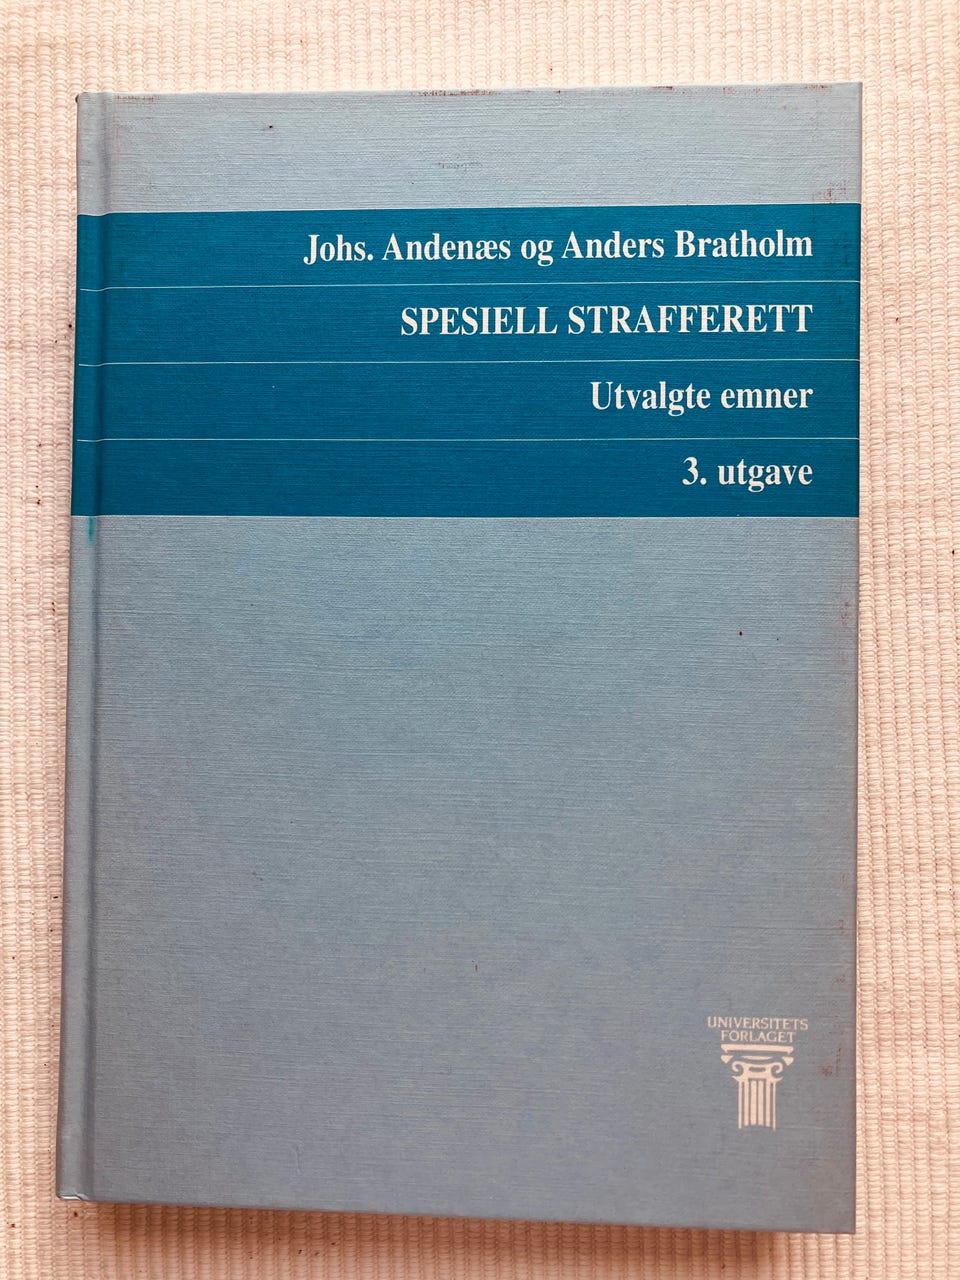 Johs. Andenæs og Anders Bratholm
SPESIELL STRAFFERETT
Utvalgte emner
3. utgave
UNIVERSITETS
FORLAGET